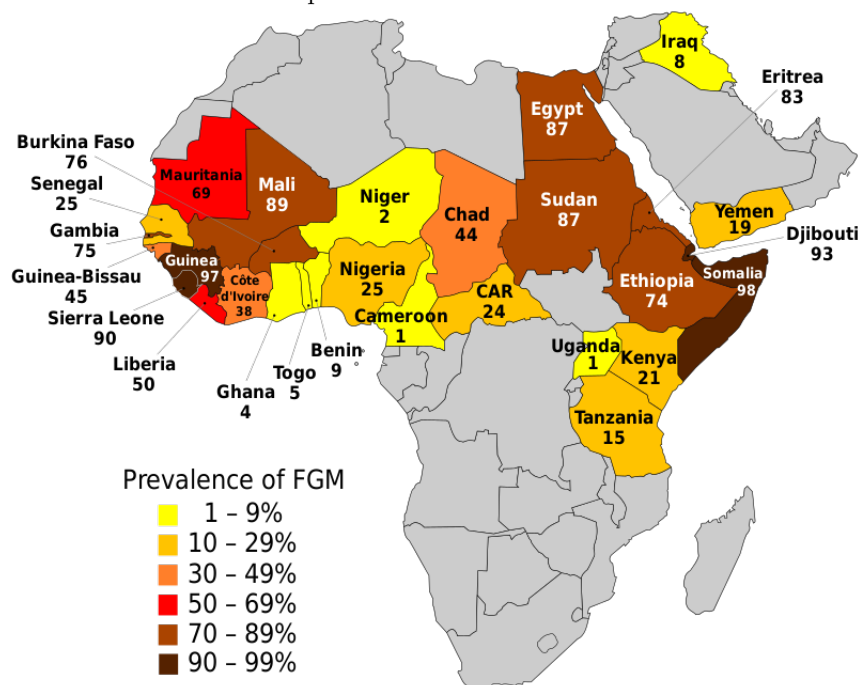 Iraq
8
Eritrea
83
Egypt
87
Burkina Faso
76
Mauritania
69
Mali
89
Senegal
25
Niger
2
Chad
44
Sudan
87
Yemen
19
Gambia
75
Djibouti
93
Guinea
97
Guinea-Bissau
45
Côte
d'Ivoire
38
Nigeria
25
CAR
24
Ethiopia
74
Somalia
98
Sierra Leone
90
Cameroon
1
Liberia
50
Benin
9
Togo
5
Ghana
4
Uganda
1
Kenya
21
Tanzania
15
Prevalence of FGM
1 – 9%
10 – 29%
30 – 49%
50 – 69%
70 – 89%
90 – 99%